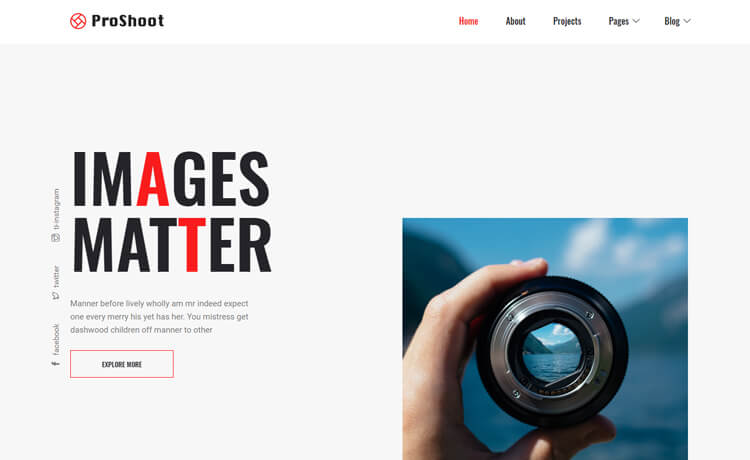 ProShoot
Home About Projects Pages Blog
IMAGES
MATTER
ti-instagram
twitter
facebook
Manner before lively wholly am mr indeed expect
one every merry his yet has her. You mistress get
dashwood children off manner to other
EXPLORE MORE